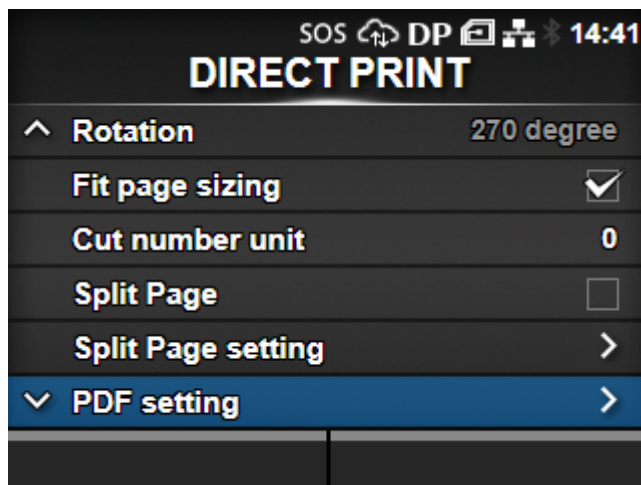 SOS DP 14:41
DIRECT PRINT
Rotation 270 degree
Fit page sizing
Cut number unit 0
Split Page
Split Page setting
PDF setting